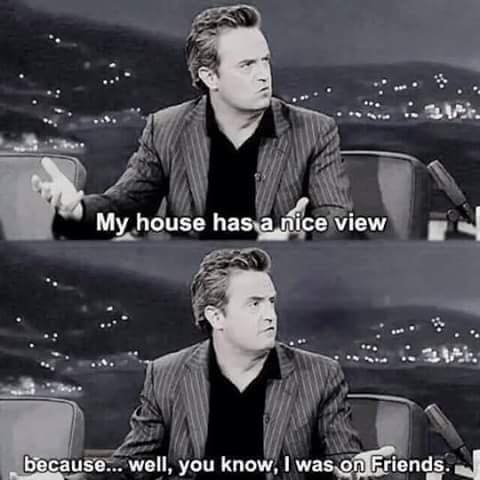 My house has a nice view
because... well, you know, I was on Friends.